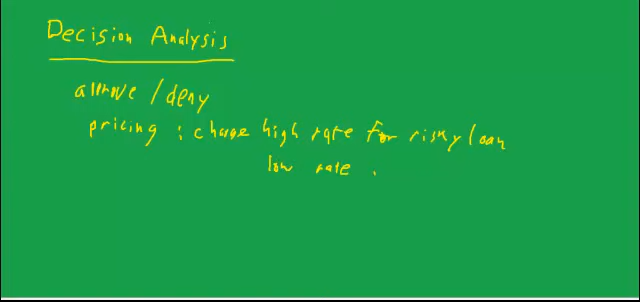 Decision Analysis
approve / deny
pricing : charge high rate for risky loan
low rate